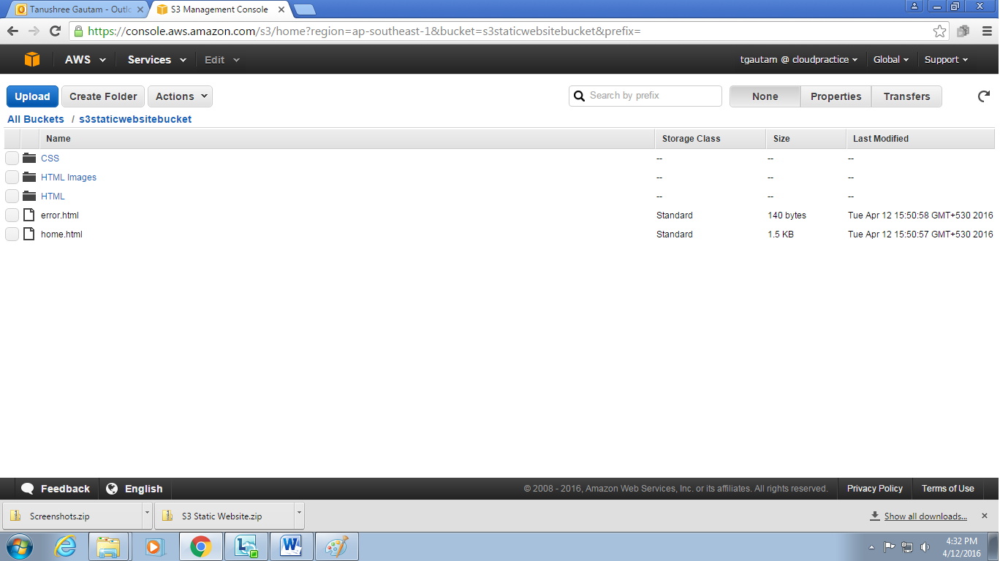 Tanushree Gautam - Outlo
S3 Management Console
https://console.aws.amazon.com/s3/home?region=ap-southeast-1&bucket=s3staticwebsitebucket&prefix=
AWS Services Edit tgautam @ cloudpractice Global Support
Upload Create Folder Actions Search by prefix None Properties Transfers
All Buckets / s3staticwebsitebucket
Name Storage Class Size Last Modified
CSS -- -- --
HTML Images -- -- --
HTML -- -- --
error.html Standard 140 bytes Tue Apr 12 15:50:58 GMT+530 2016
home.html Standard 1.5 KB Tue Apr 12 15:50:57 GMT+530 2016
Feedback English © 2008 - 2016, Amazon Web Services, Inc. or its affiliates. All rights reserved. Privacy Policy Terms of Use
Screenshots.zip S3 Static Website.zip Show all downloads...
4:32 PM
4/12/2016